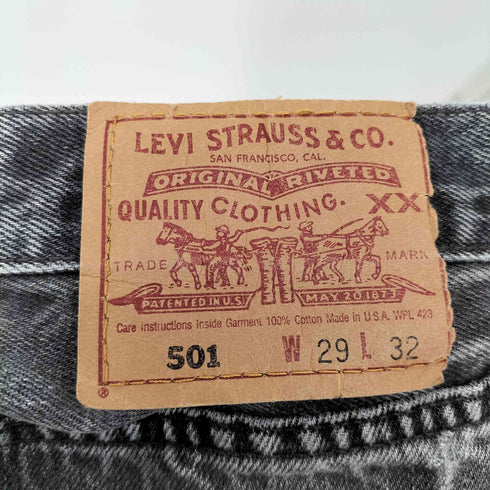 LEVI STRAUSS & CO.
SAN FRANCISCO, CAL.
ORIGINAL RIVETED
QUALITY CLOTHING. XX
TRADE MARK
PATENTED IN U.S. MAY 20 1873
Care Instructions Inside Garment 100% Cotton Made in U.S.A. WPL 423
501 W 29 L 32
®